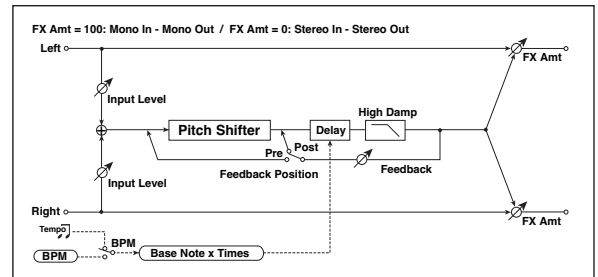 FX Amt = 100: Mono In - Mono Out / FX Amt = 0: Stereo In - Stereo Out
Left
FX Amt
Input Level
High Damp
Pitch Shifter
Delay
Post
Pre
Feedback Position
Feedback
Input Level
Right
FX Amt
Tempo
BPM
BPM
Base Note x Times